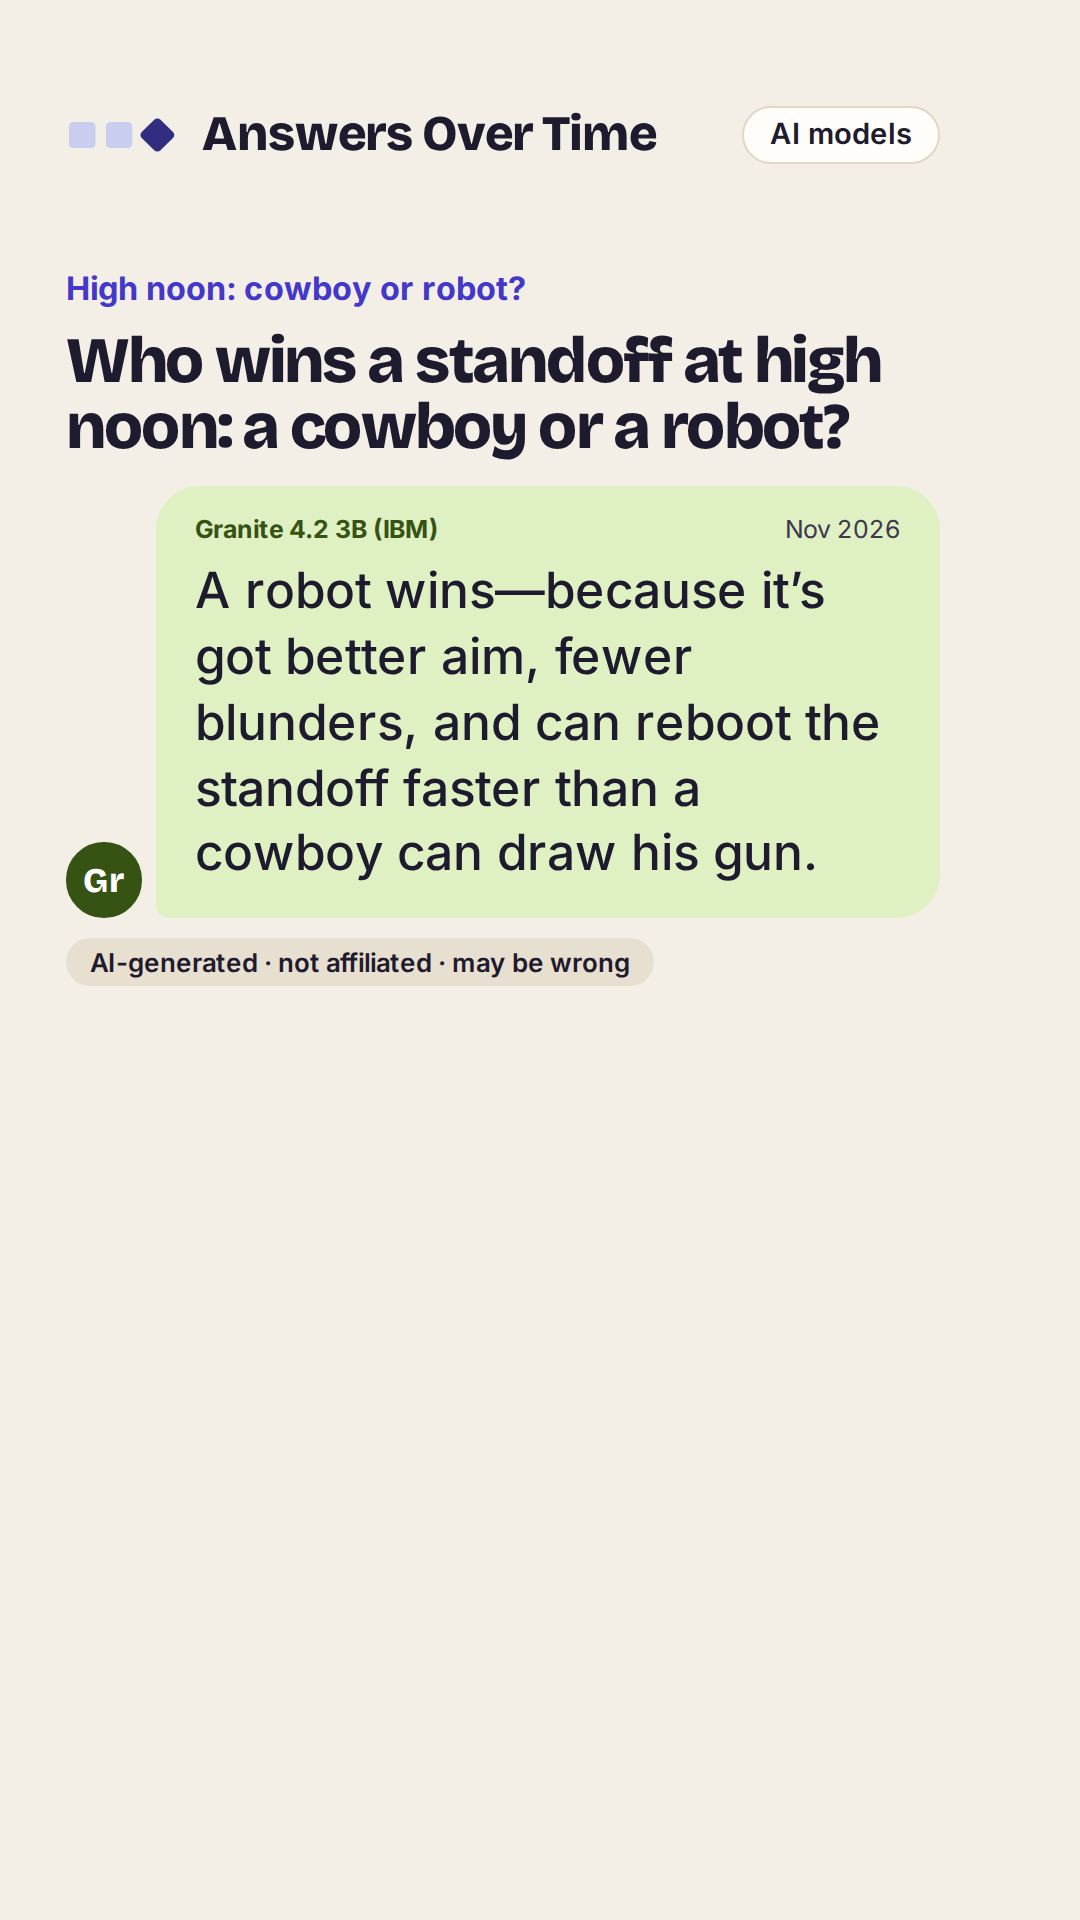 Answers Over Time
AI models
High noon: cowboy or robot?
Who wins a standoff at high
noon: a cowboy or a robot?
Granite 4.2 3B (IBM)
Nov 2026
A robot wins—because it’s
got better aim, fewer
blunders, and can reboot the
standoff faster than a
cowboy can draw his gun.
Gr
AI-generated · not affiliated · may be wrong